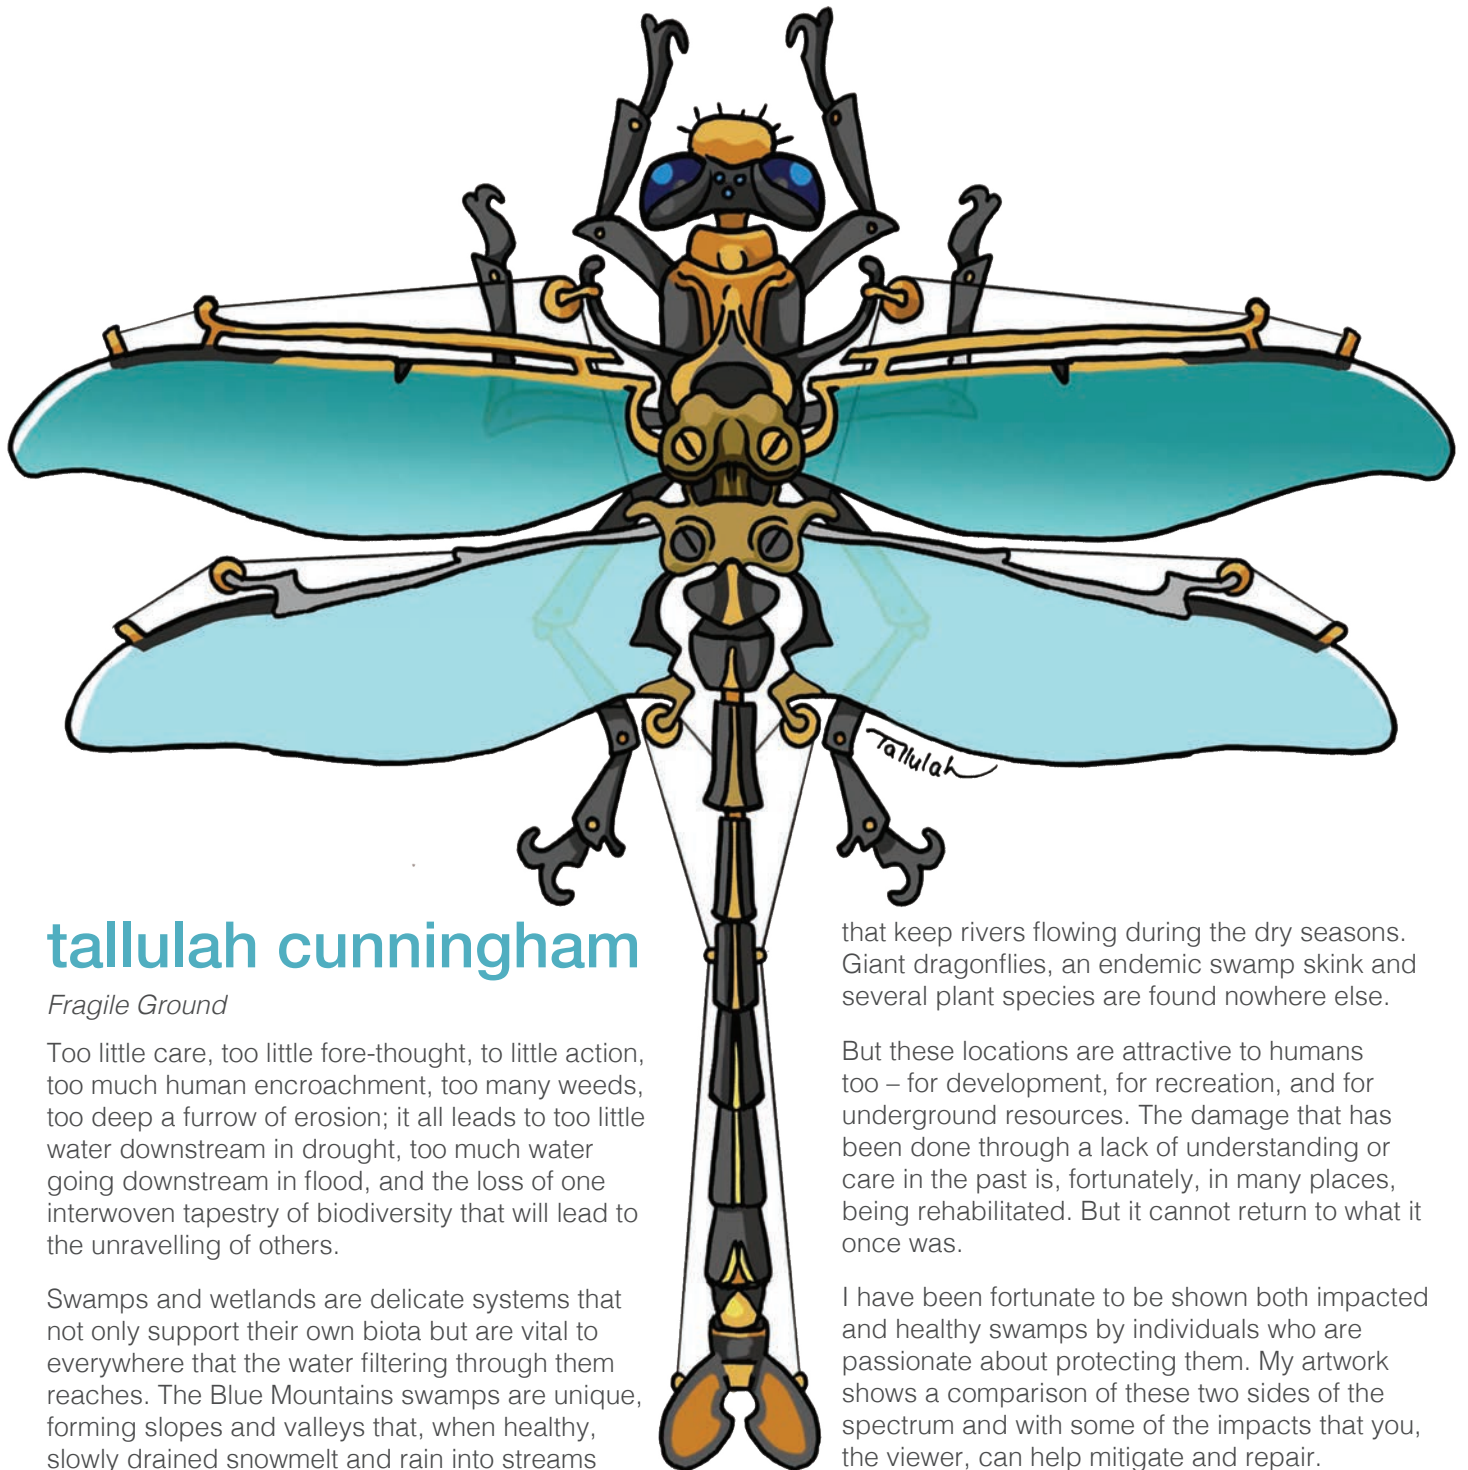 Tallulah
tallulah cunningham
Fragile Ground
Too little care, too little fore-thought, to little action,
too much human encroachment, too many weeds,
too deep a furrow of erosion; it all leads to too little
water downstream in drought, too much water
going downstream in flood, and the loss of one
interwoven tapestry of biodiversity that will lead to
the unravelling of others.
Swamps and wetlands are delicate systems that
not only support their own biota but are vital to
everywhere that the water filtering through them
reaches. The Blue Mountains swamps are unique,
forming slopes and valleys that, when healthy,
slowly drained snowmelt and rain into streams
that keep rivers flowing during the dry seasons.
Giant dragonflies, an endemic swamp skink and
several plant species are found nowhere else.
But these locations are attractive to humans
too – for development, for recreation, and for
underground resources. The damage that has
been done through a lack of understanding or
care in the past is, fortunately, in many places,
being rehabilitated. But it cannot return to what it
once was.
I have been fortunate to be shown both impacted
and healthy swamps by individuals who are
passionate about protecting them. My artwork
shows a comparison of these two sides of the
spectrum and with some of the impacts that you,
the viewer, can help mitigate and repair.